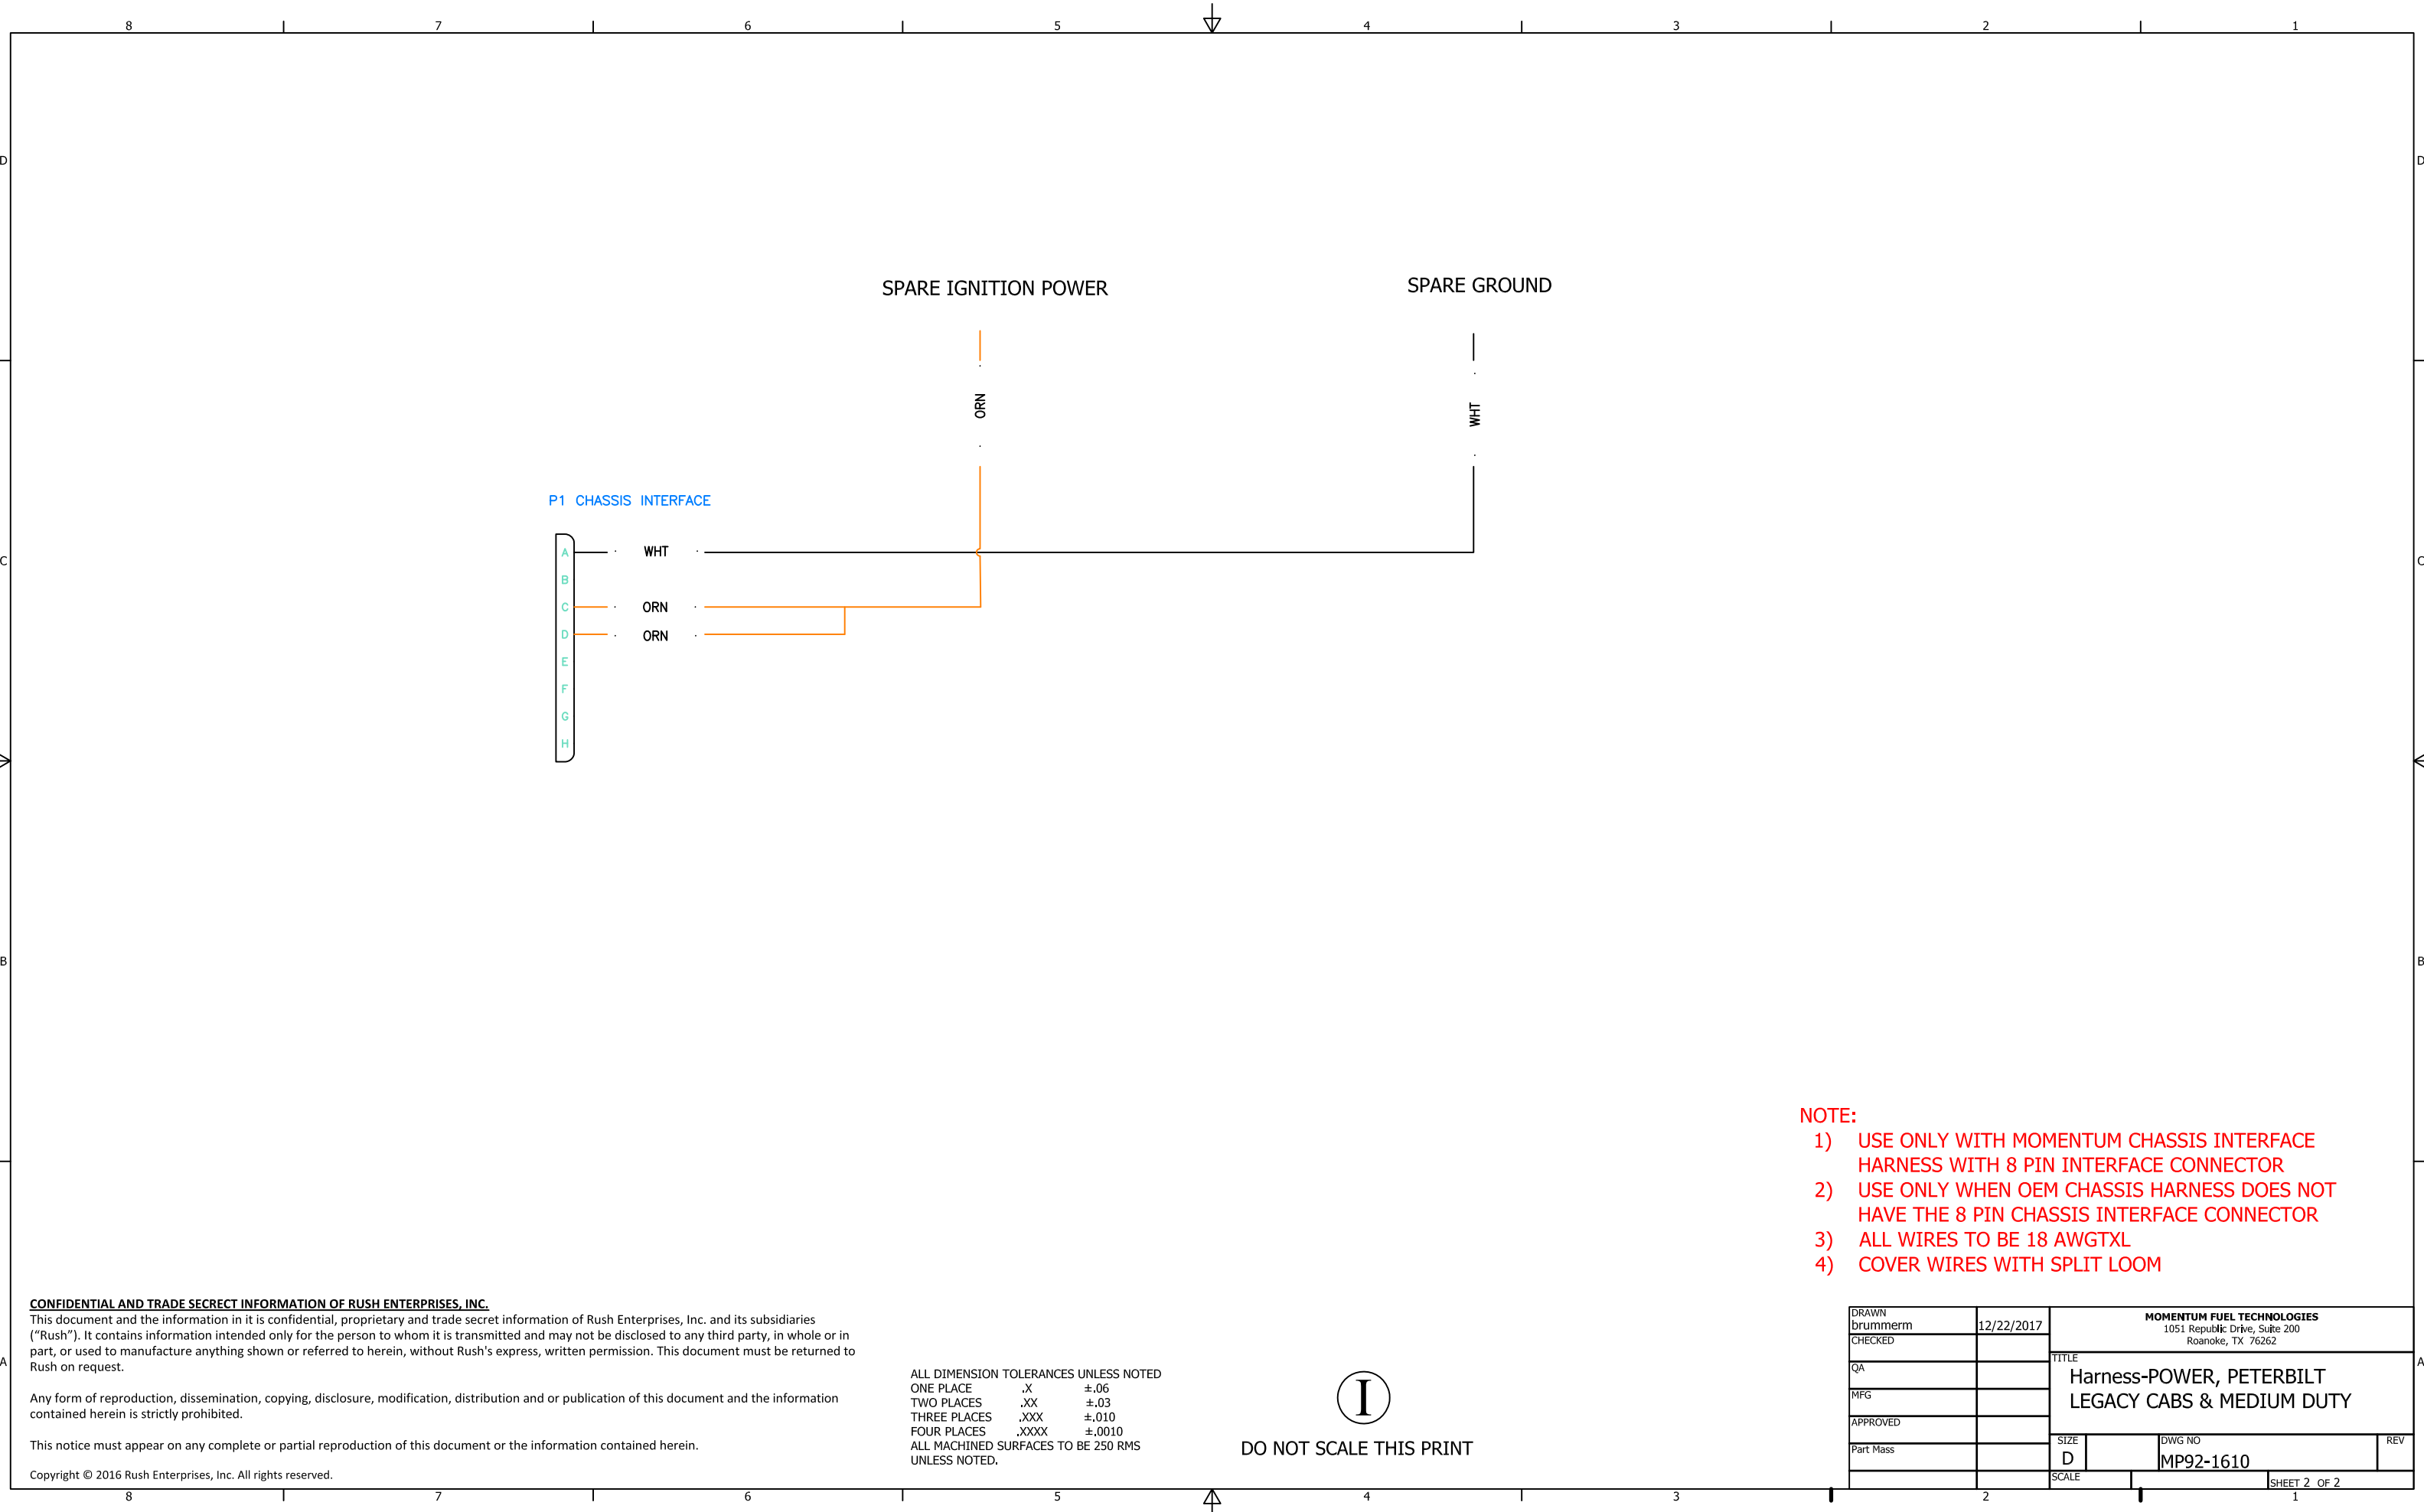 8 7 6 5 4 3 2 1
D D
SPARE IGNITION POWER
SPARE GROUND
ORN
WHT
P1 CHASSIS INTERFACE
A WHT
B
C ORN
D ORN
E
F
G
H
C C
B B
NOTE:
1) USE ONLY WITH MOMENTUM CHASSIS INTERFACE
HARNESS WITH 8 PIN INTERFACE CONNECTOR
2) USE ONLY WHEN OEM CHASSIS HARNESS DOES NOT
HAVE THE 8 PIN CHASSIS INTERFACE CONNECTOR
3) ALL WIRES TO BE 18 AWGTXL
4) COVER WIRES WITH SPLIT LOOM
CONFIDENTIAL AND TRADE SECRECT INFORMATION OF RUSH ENTERPRISES, INC.
This document and the information in it is confidential, proprietary and trade secret information of Rush Enterprises, Inc. and its subsidiaries
(“Rush”). It contains information intended only for the person to whom it is transmitted and may not be disclosed to any third party, in whole or in
part, or used to manufacture anything shown or referred to herein, without Rush's express, written permission. This document must be returned to
Rush on request.
Any form of reproduction, dissemination, copying, disclosure, modification, distribution and or publication of this document and the information
contained herein is strictly prohibited.
This notice must appear on any complete or partial reproduction of this document or the information contained herein.
Copyright © 2016 Rush Enterprises, Inc. All rights reserved.
A A
ALL DIMENSION TOLERANCES UNLESS NOTED
ONE PLACE .X ±.06
TWO PLACES .XX ±.03
THREE PLACES .XXX ±.010
FOUR PLACES .XXXX ±.0010
ALL MACHINED SURFACES TO BE 250 RMS
UNLESS NOTED.
I
DO NOT SCALE THIS PRINT
DRAWN
brummerm 12/22/2017
CHECKED
QA
MFG
APPROVED
Part Mass
MOMENTUM FUEL TECHNOLOGIES
1051 Republic Drive, Suite 200
Roanoke, TX 76262
TITLE
Harness-POWER, PETERBILT
LEGACY CABS & MEDIUM DUTY
SIZE
D
DWG NO
MP92-1610
REV
SCALE
SHEET 2 OF 2
8 7 6 5 4 3 2 1